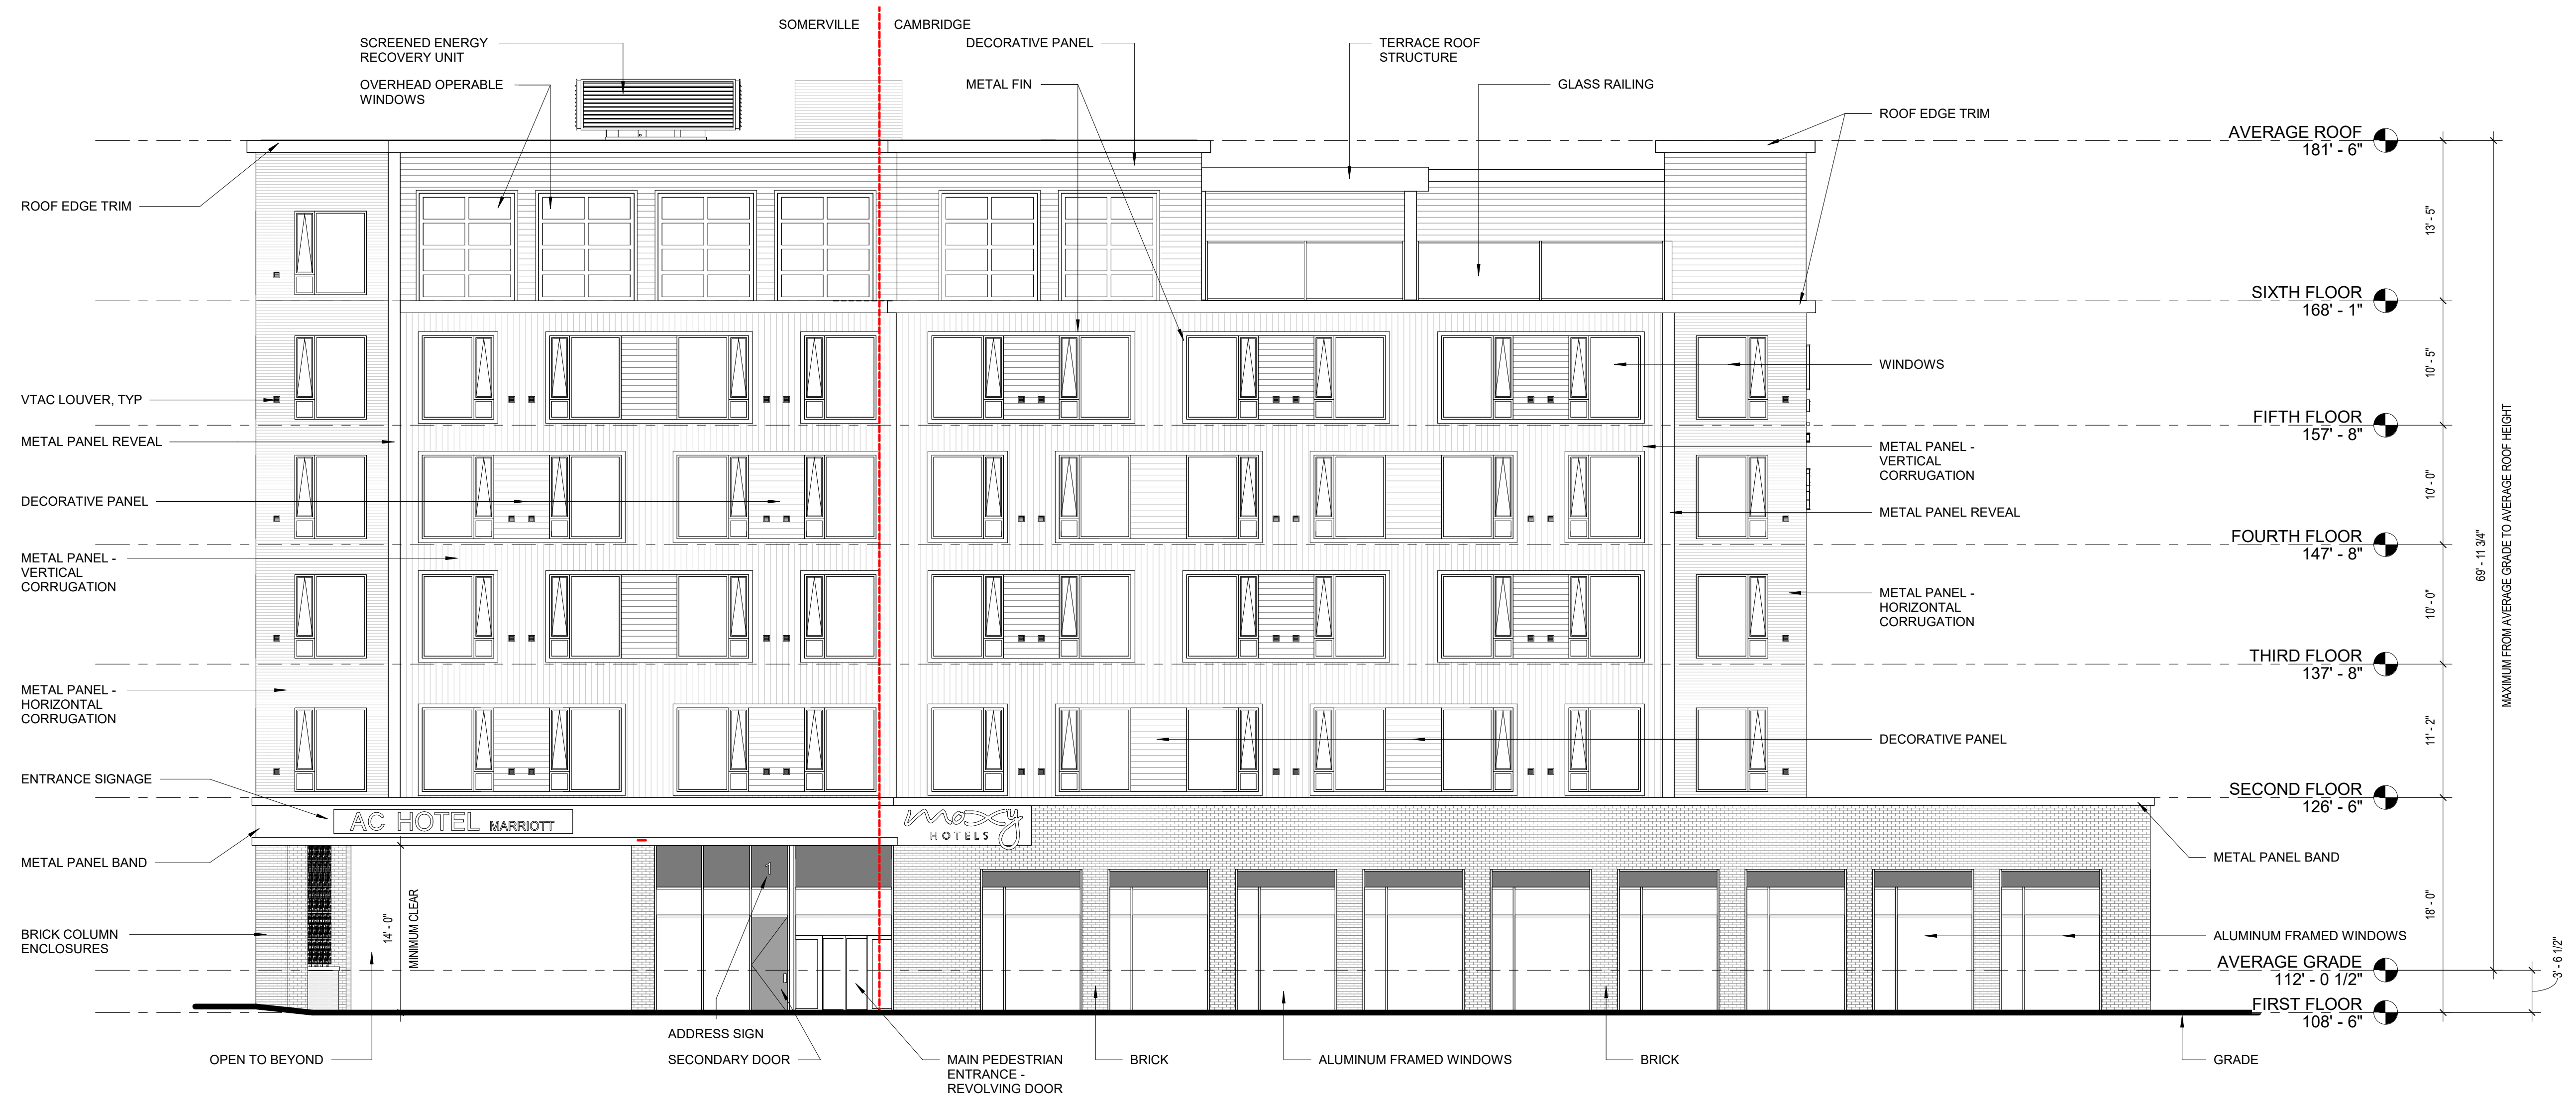 SOMERVILLE
CAMBRIDGE
SCREENED ENERGY
RECOVERY UNIT
OVERHEAD OPERABLE
WINDOWS
DECORATIVE PANEL
METAL FIN
TERRACE ROOF
STRUCTURE
GLASS RAILING
ROOF EDGE TRIM
ROOF EDGE TRIM
VTAC LOUVER, TYP
METAL PANEL REVEAL
DECORATIVE PANEL
METAL PANEL -
VERTICAL
CORRUGATION
METAL PANEL -
HORIZONTAL
CORRUGATION
ENTRANCE SIGNAGE
METAL PANEL BAND
BRICK COLUMN
ENCLOSURES
OPEN TO BEYOND
AC HOTEL MARRIOTT
moxy
HOTELS
14' - 0"
MINIMUM CLEAR
1
ADDRESS SIGN
SECONDARY DOOR
MAIN PEDESTRIAN
ENTRANCE -
REVOLVING DOOR
BRICK
ALUMINUM FRAMED WINDOWS
BRICK
GRADE
WINDOWS
METAL PANEL -
VERTICAL
CORRUGATION
METAL PANEL REVEAL
METAL PANEL -
HORIZONTAL
CORRUGATION
DECORATIVE PANEL
METAL PANEL BAND
ALUMINUM FRAMED WINDOWS
AVERAGE ROOF
181' - 6"
SIXTH FLOOR
168' - 1"
FIFTH FLOOR
157' - 8"
FOURTH FLOOR
147' - 8"
THIRD FLOOR
137' - 8"
SECOND FLOOR
126' - 6"
AVERAGE GRADE
112' - 0 1/2"
FIRST FLOOR
108' - 6"
13' - 5"
10' - 5"
10' - 0"
10' - 0"
11' - 2"
18' - 0"
69' - 11 3/4"
MAXIMUM FROM AVERAGE GRADE TO AVERAGE ROOF HEIGHT
3' - 6 1/2"